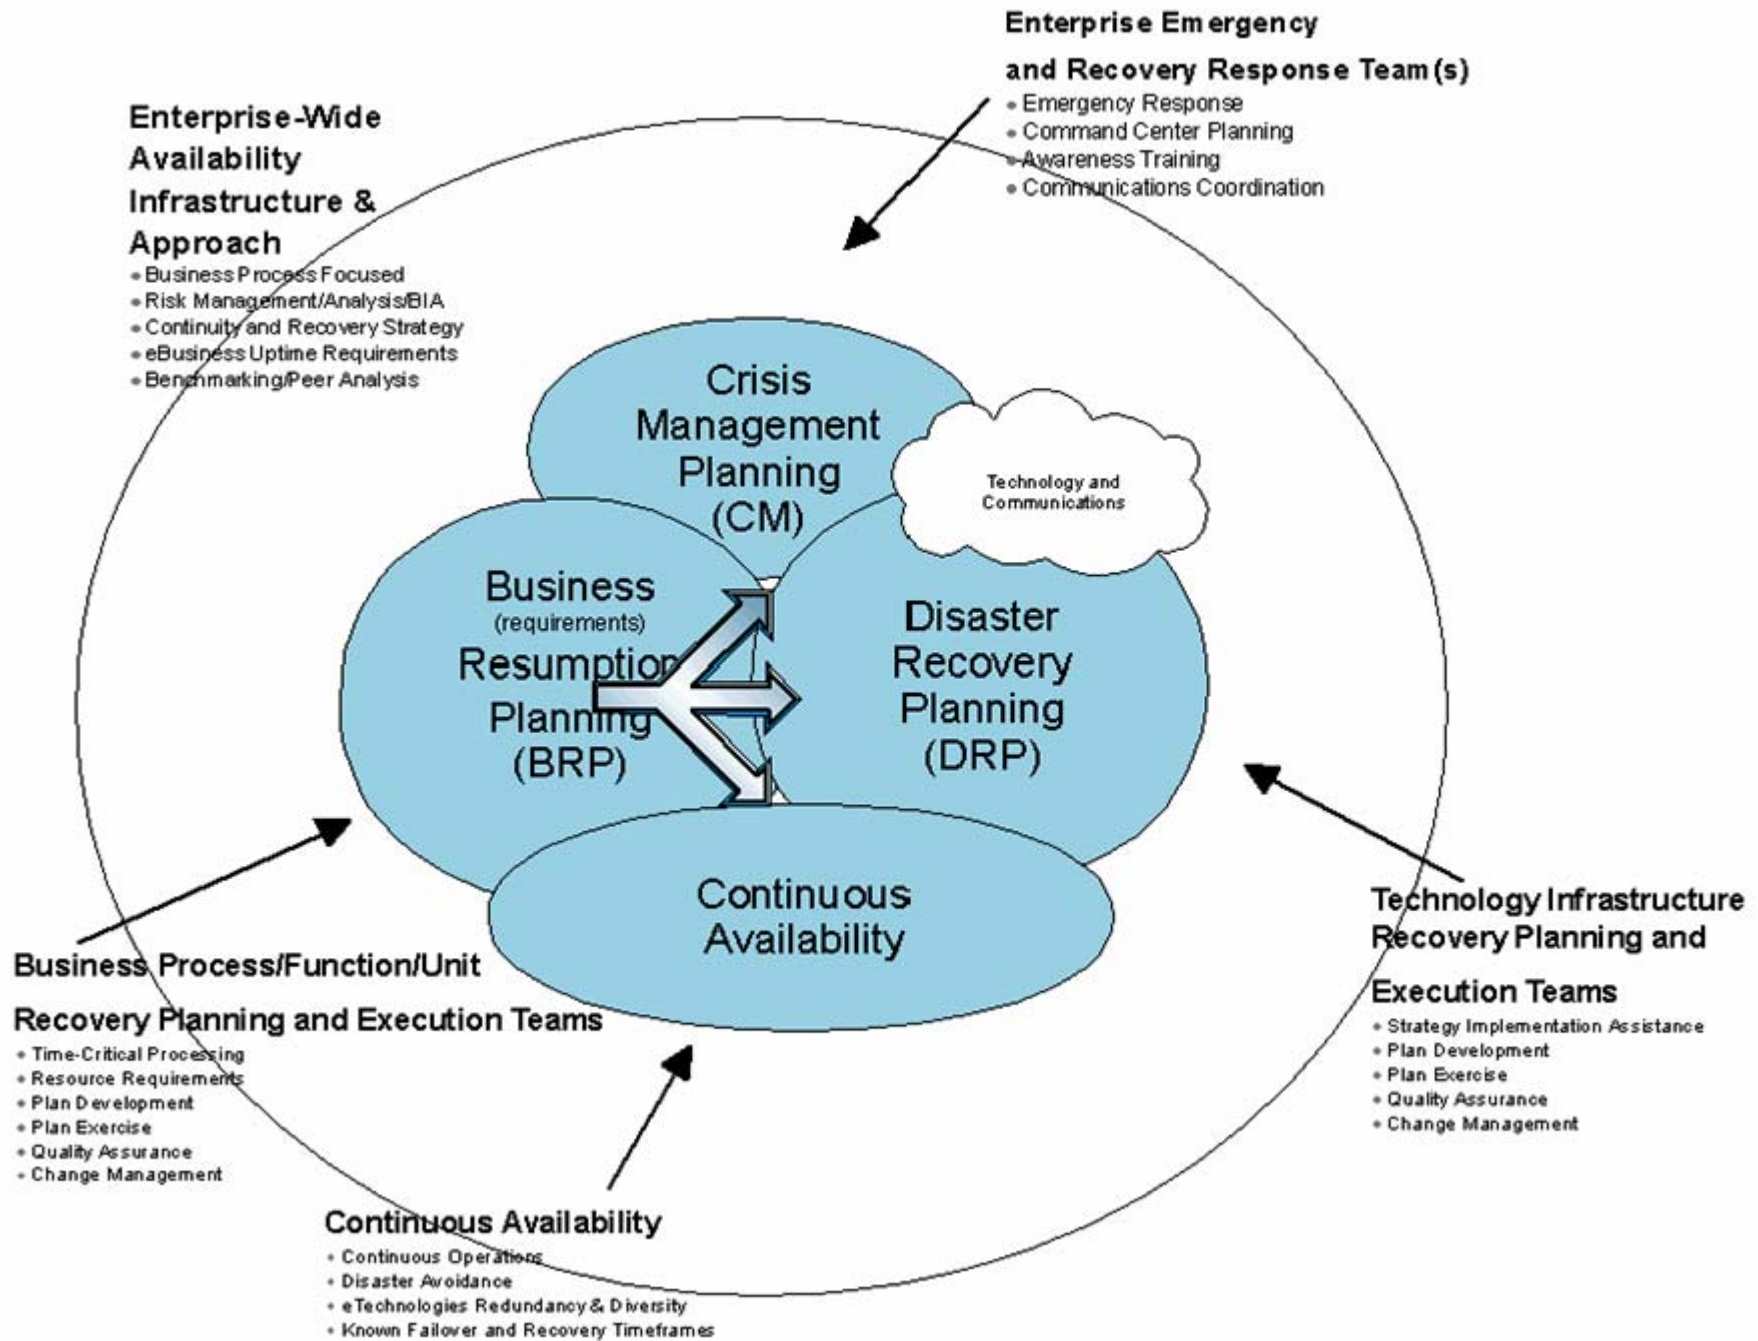 Enterprise Emergency
and Recovery Response Team(s)
• Emergency Response
• Command Center Planning
• Awareness Training
• Communications Coordination
Enterprise-Wide
Availability
Infrastructure &
Approach
• Business Process Focused
• Risk Management/Analysis/BIA
• Continuity and Recovery Strategy
• eBusiness Uptime Requirements
• Benchmarking/Peer Analysis
Crisis
Management
Planning
(CM)
Technology and
Communications
Business
(requirements)
Resumption
Planning
(BRP)
Disaster
Recovery
Planning
(DRP)
Continuous
Availability
Business Process/Function/Unit
Recovery Planning and Execution Teams
• Time-Critical Processing
• Resource Requirements
• Plan Development
• Plan Exercise
• Quality Assurance
• Change Management
Technology Infrastructure
Recovery Planning and
Execution Teams
• Strategy Implementation Assistance
• Plan Development
• Plan Exercise
• Quality Assurance
• Change Management
Continuous Availability
• Continuous Operations
• Disaster Avoidance
• eTechnologies Redundancy & Diversity
• Known Failover and Recovery Timeframes